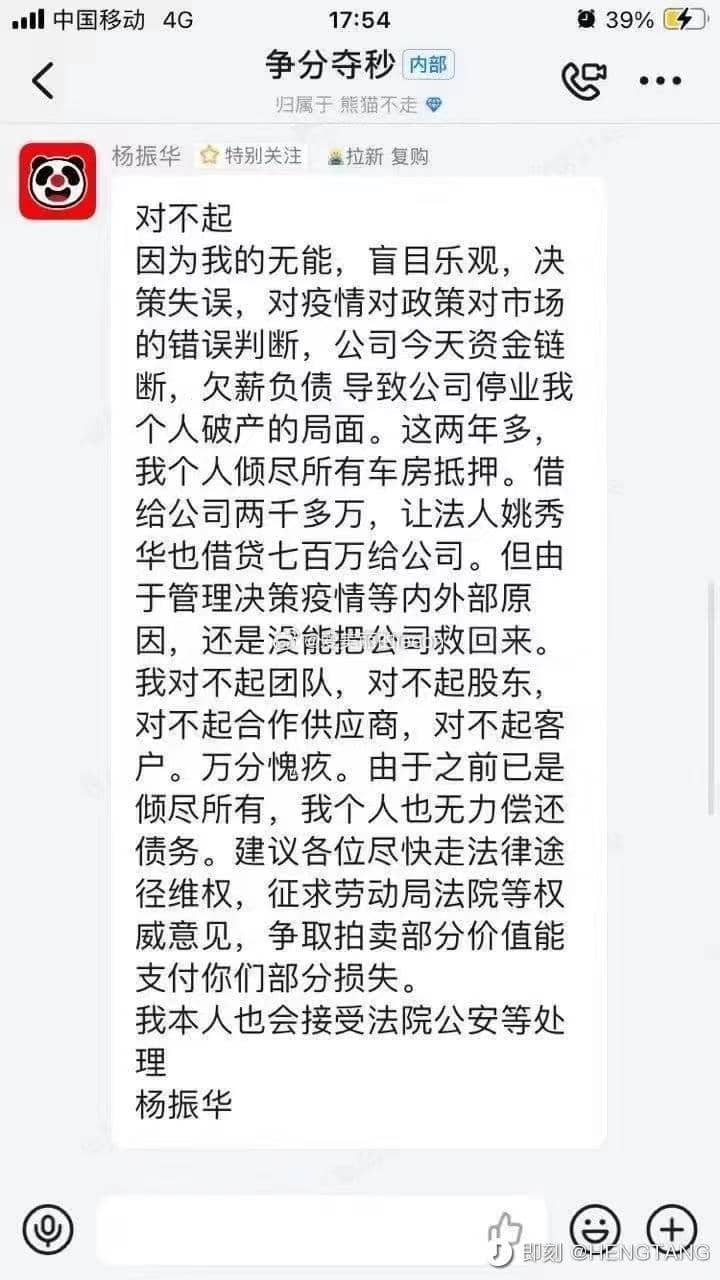 中国移动 4G 17:54 39%
争分夺秒 内部
归属于 熊猫不走
杨振华 特别关注 拉新 复购
对不起
因为我的无能，盲目乐观，决
策失误，对疫情对政策对市场
的错误判断，公司今天资金链
断，欠薪负债 导致公司停业我
个人破产的局面。这两年多，
我个人倾尽所有车房抵押。借
给公司两千多万，让法人姚秀
华也借贷七百万给公司。但由
于管理决策疫情等内外部原
因，还是没能把公司救回来。
我对不起团队，对不起股东，
对不起合作供应商，对不起客
户。万分愧疚。由于之前已是
倾尽所有，我个人也无力偿还
债务。建议各位尽快走法律途
径维权，征求劳动局法院等权
威意见，争取拍卖部分价值能
支付你们部分损失。
我本人也会接受法院公安等处
理
杨振华
即刻 @HENGTANG